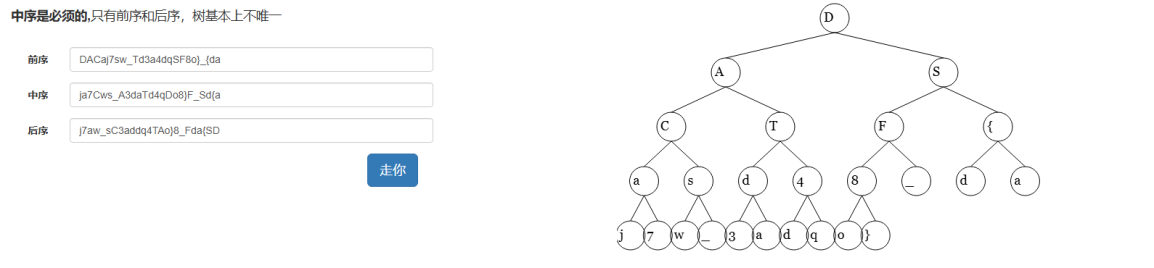 中序是必须的,只有前序和后序，树基本上不唯一
前序 DACaj7sw_Td3a4dqSF8o}_{da
中序 ja7Cws_A3daTd4qDo8}F_Sd{a
后序 j7aw_sC3addq4TAo}8_Fda{SD
走你
D
A S
C T F {
a s d 4 8 _ d a
j 7 w _ 3 a d q o }